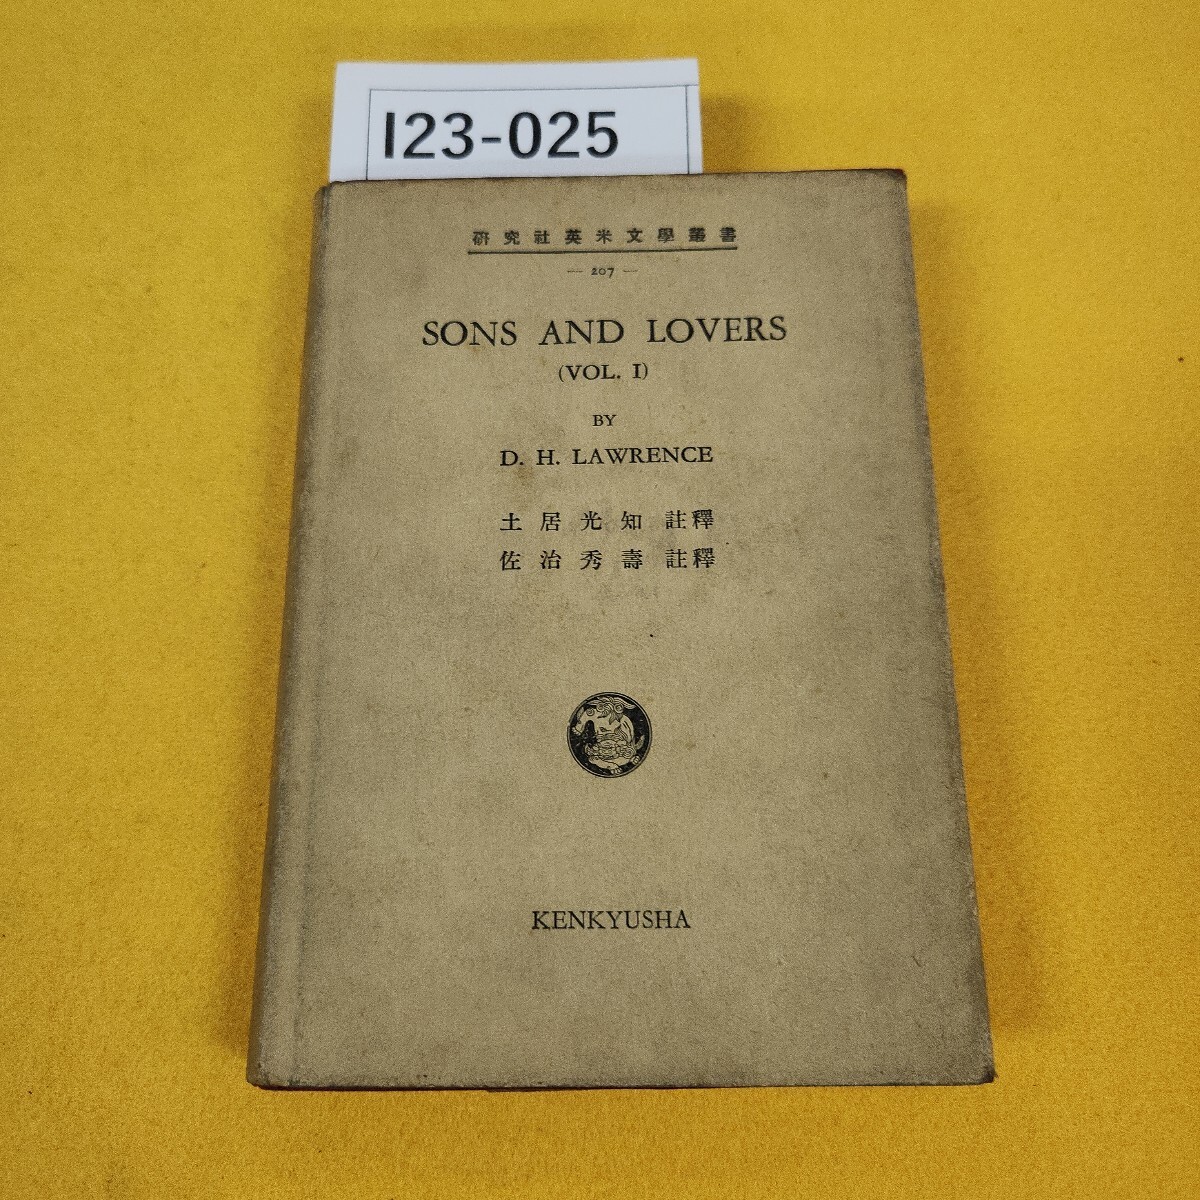 I23-025
研究社英米文學叢書
— 207 —
SONS AND LOVERS
(VOL. I)
BY
D. H. LAWRENCE
土居光知 註釋
佐治秀壽 註釋
KENKYUSHA